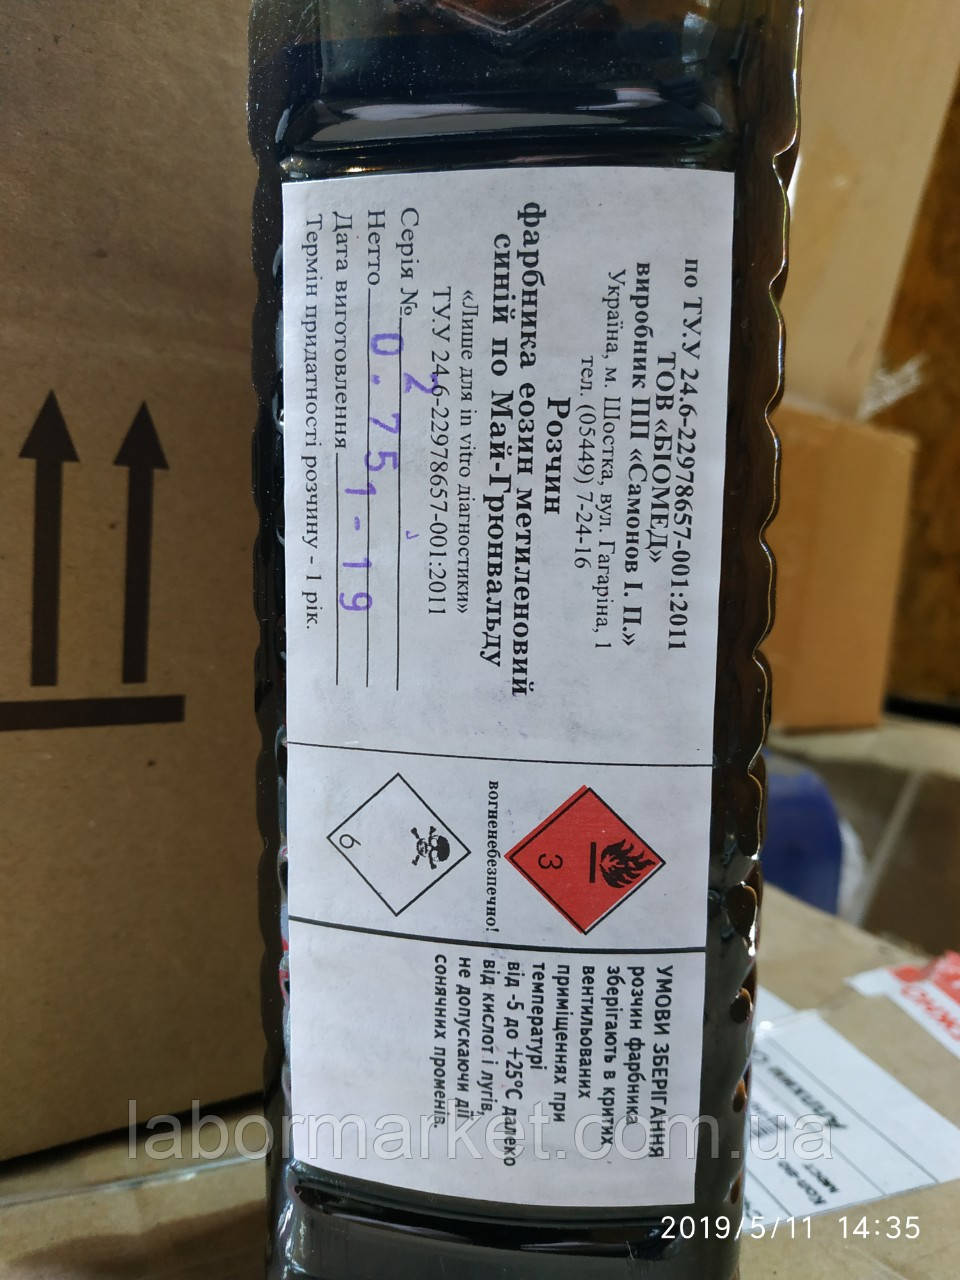 по ТУ.У 24.6-22978657-001:2011
ТОВ «БІОМЕД»
виробник ПП «Самонов І. П.»
Україна, м. Шостка, вул. Гагаріна, 1
тел. (05449) 7-24-16
Розчин
фарбника еозин метиленовий
синій по Май-Грюнвальду
«Лише для in vitro діагностики»
ТУ.У 24.6-22978657-001:2011
Серія № 2
Нетто 0.75
Дата виготовлення 1-19
Термін придатності розчину - 1 рік.
3
вогненебезпечно!
6
УМОВИ ЗБЕРІГАННЯ
розчин фарбника
зберігають в критих,
вентильованих
приміщеннях при
температурі
від -5 до +25°С далеко
від кислот і лугів,
не допускаючи дії
сонячних променів.
labormarket.com.ua
2019/5/11 14:35